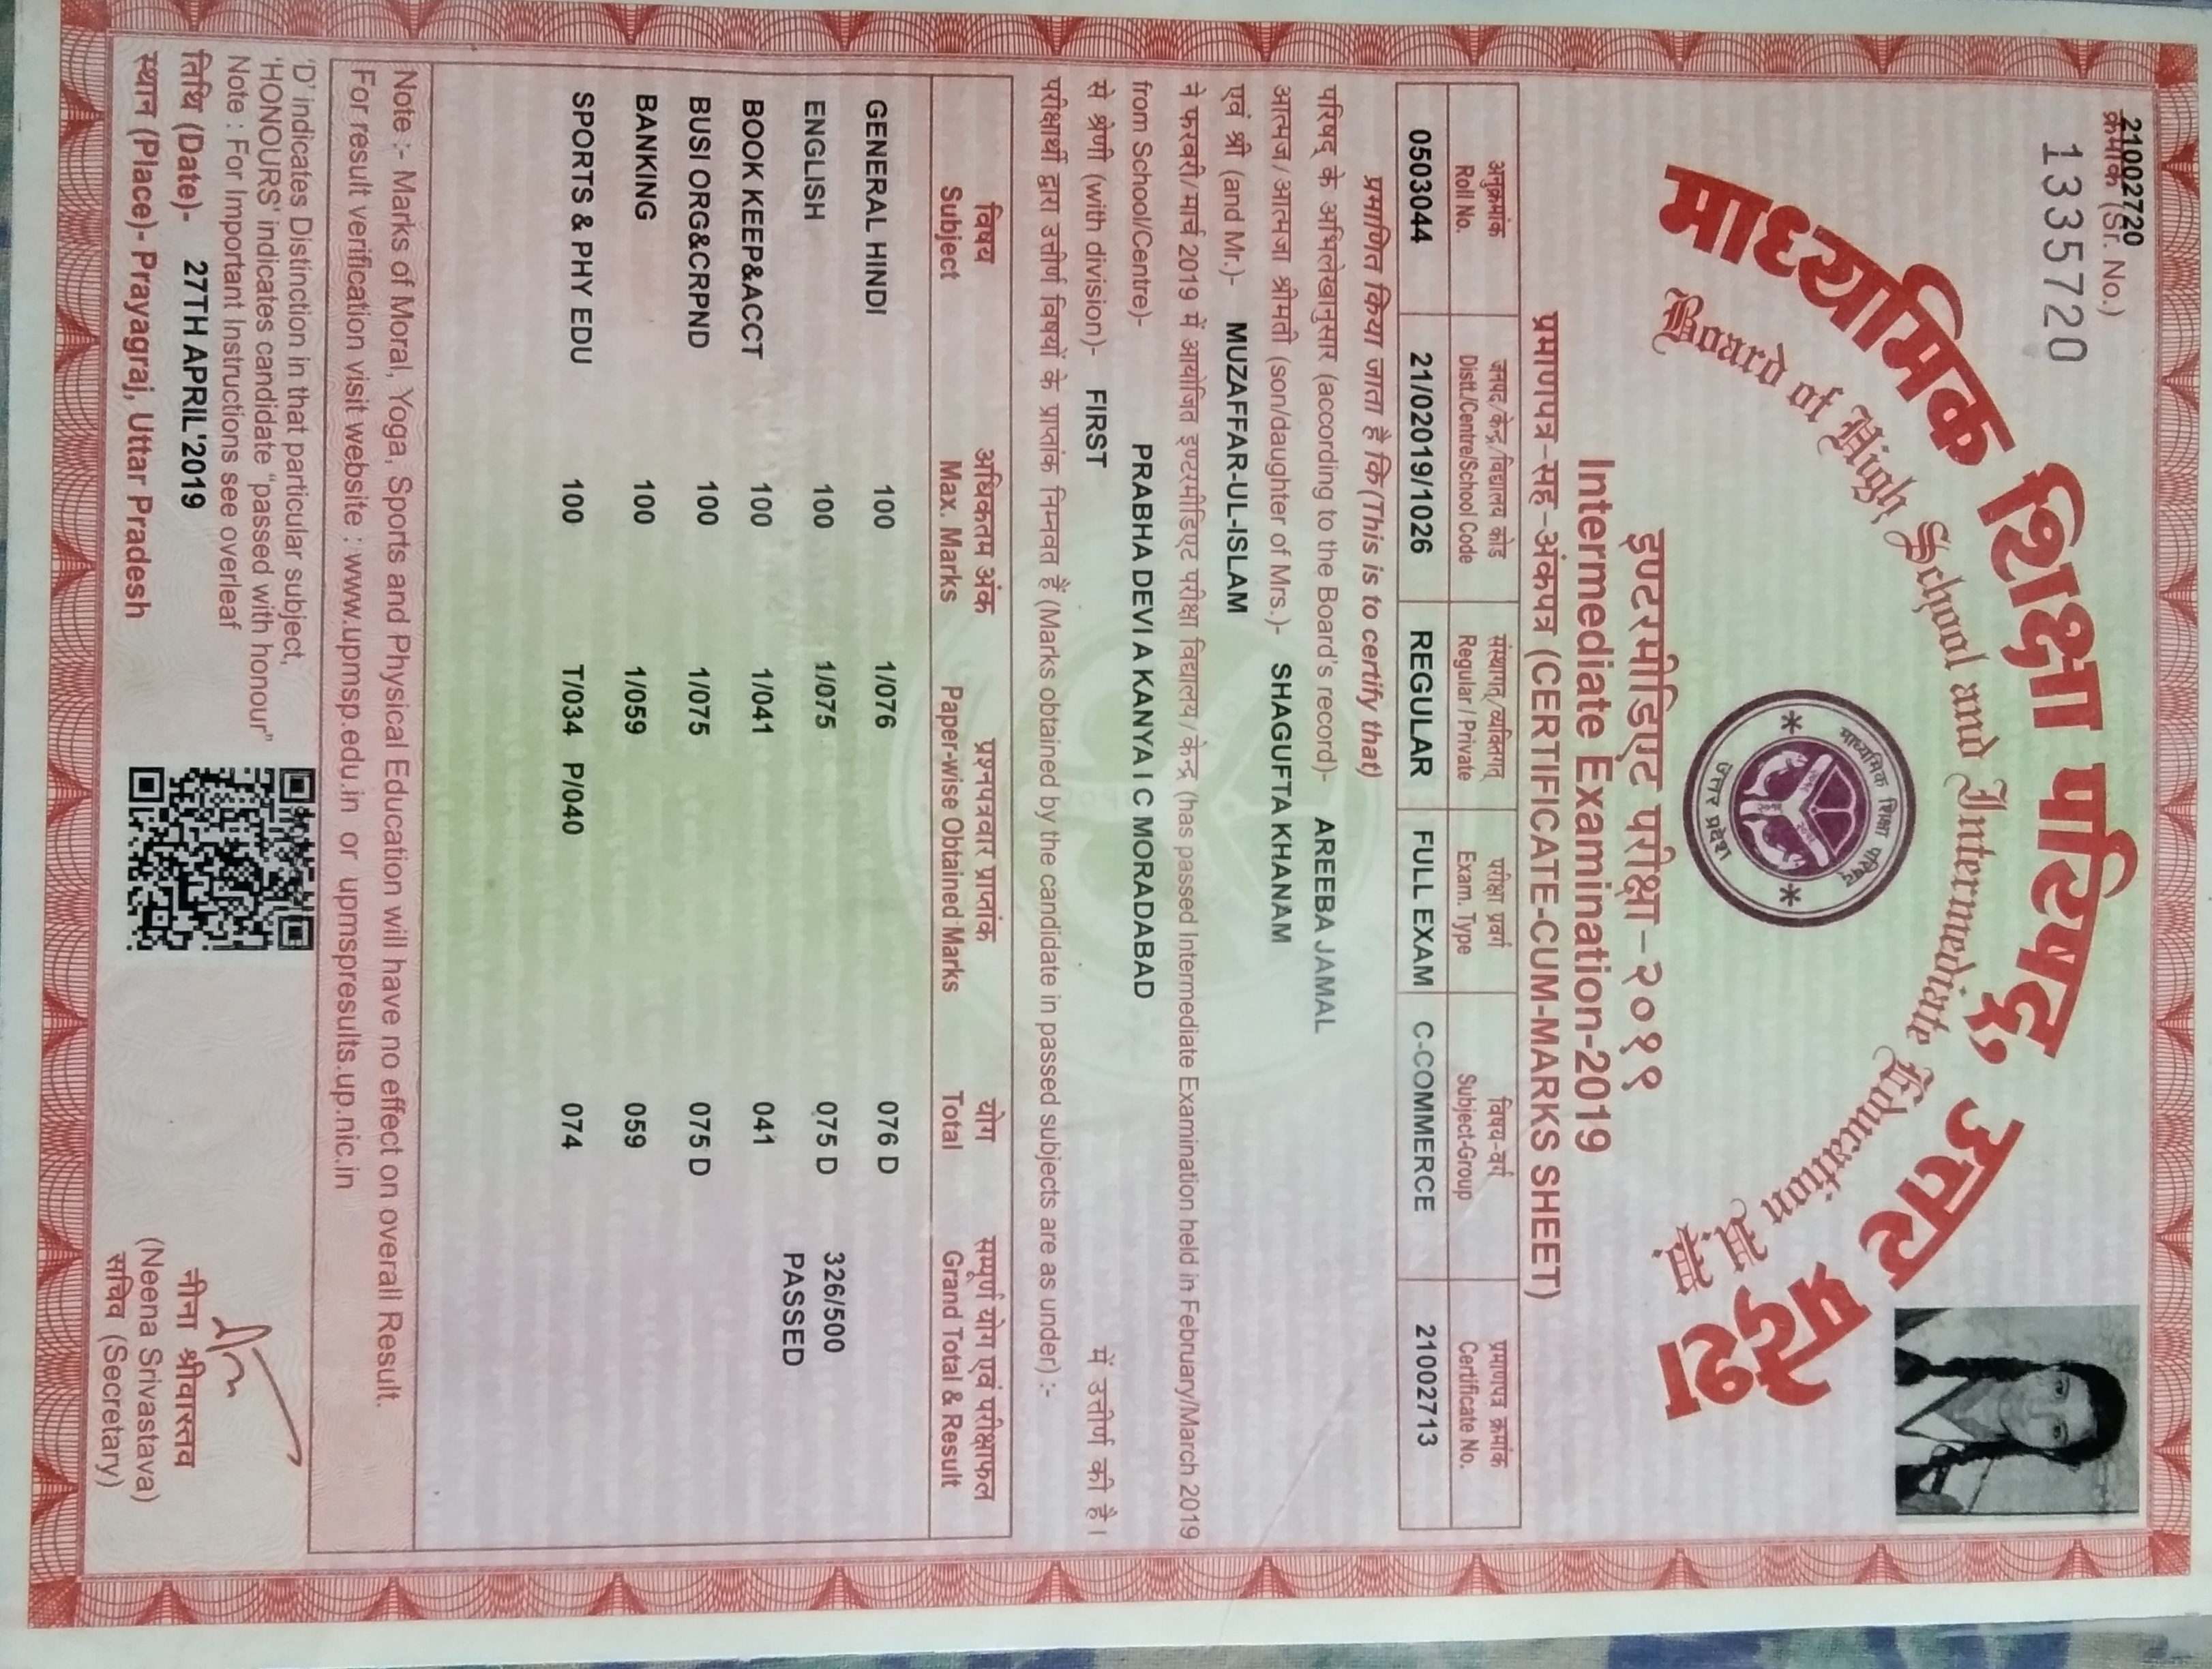 21002720
क्रमांक (Sr. No.)
1335720
माध्यमिक शिक्षा परिषद्, उत्तर प्रदेश
Board of High School and Intermediate Education U.P.
माध्यमिक शिक्षा परिषद्
उत्तर प्रदेश
इण्टरमीडिएट परीक्षा-२०१९
Intermediate Examination-2019
प्रमाणपत्र-सह-अंकपत्र (CERTIFICATE-CUM-MARKS SHEET)
अनुक्रमांक जनपद/केन्द्र/विद्यालय कोड संस्थागत्/व्यक्तिगत् परीक्षा प्रवर्ग विषय-वर्ग प्रमाणपत्र क्रमांक
Roll No. Distt./Centre/School Code Regular / Private Exam. Type Subject-Group Certificate No.
0503044 21/02019/1026 REGULAR FULL EXAM C-COMMERCE 21002713
प्रमाणित किया जाता है कि (This is to certify that)
परिषद् के अभिलेखानुसार (according to the Board's record)- AREEBA JAMAL
आत्मज/आत्मजा श्रीमती (son/daughter of Mrs.)- SHAGUFTA KHANAM
एवं श्री (and Mr.)- MUZAFFAR-UL-ISLAM
ने फरवरी/मार्च 2019 में आयोजित इण्टरमीडिएट परीक्षा विद्यालय/केन्द्र (has passed Intermediate Examination held in February/March 2019
from School/Centre)- PRABHA DEVI A KANYA I C MORADABAD
से श्रेणी (with division)- FIRST में उत्तीर्ण की है।
परीक्षार्थी द्वारा उत्तीर्ण विषयों के प्राप्तांक निम्नवत हैं (Marks obtained by the candidate in passed subjects are as under) :-
विषय अधिकतम अंक प्रश्नपत्रवार प्राप्तांक योग सम्पूर्ण योग एवं परीक्षाफल
Subject Max. Marks Paper-wise Obtained Marks Total Grand Total & Result
GENERAL HINDI 100 1/076 076 D
ENGLISH 100 1/075 075 D 326/500
PASSED
BOOK KEEP&ACCT 100 1/041 041
BUSI ORG&CRPND 100 1/075 075 D
BANKING 100 1/059 059
SPORTS & PHY EDU 100 T/034 P/040 074
Note :- Marks of Moral, Yoga, Sports and Physical Education will have no effect on overall Result.
For result verification visit website : www.upmsp.edu.in or upmspresults.up.nic.in
'D' indicates Distinction in that particular subject,
'HONOURS' indicates candidate "passed with honour"
Note : For Important Instructions see overleaf
तिथि (Date)- 27TH APRIL'2019
स्थान (Place)- Prayagraj, Uttar Pradesh
नीना श्रीवास्तव
(Neena Srivastava)
सचिव (Secretary)